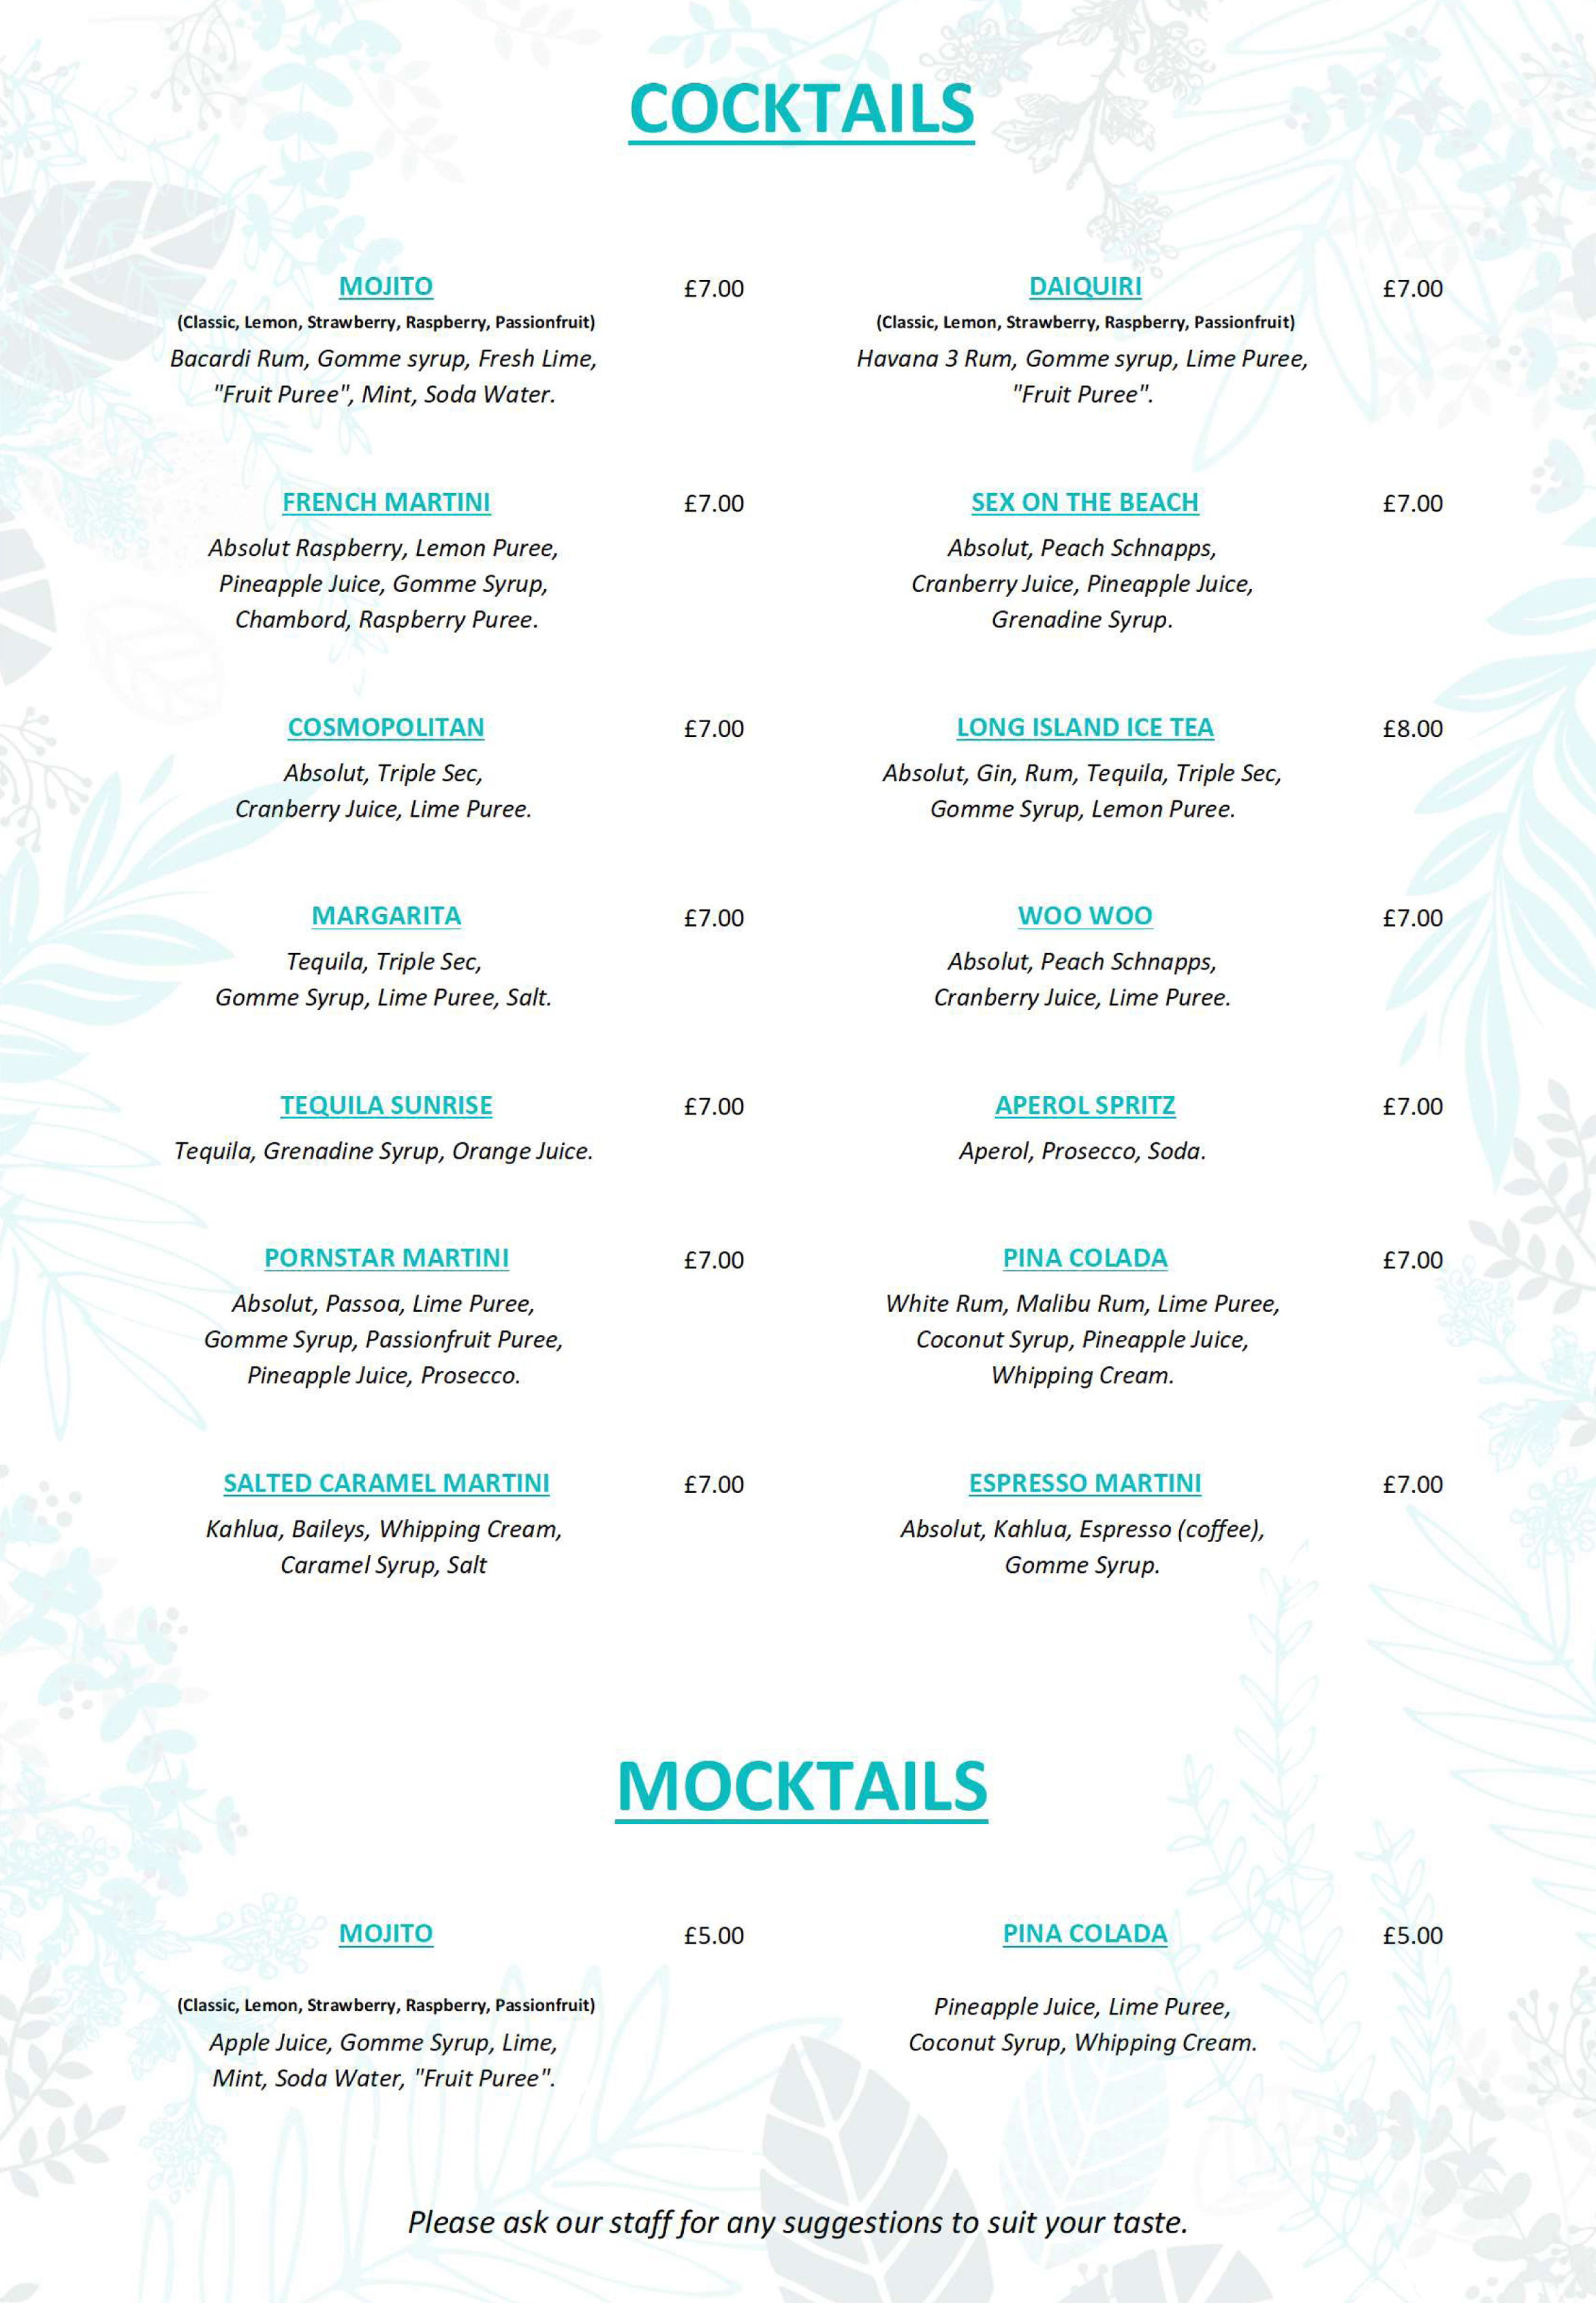 COCKTAILS
MOJITO £7.00
(Classic, Lemon, Strawberry, Raspberry, Passionfruit)
Bacardi Rum, Gomme syrup, Fresh Lime,
"Fruit Puree", Mint, Soda Water.
DAIQUIRI £7.00
(Classic, Lemon, Strawberry, Raspberry, Passionfruit)
Havana 3 Rum, Gomme syrup, Lime Puree,
"Fruit Puree".
FRENCH MARTINI £7.00
Absolut Raspberry, Lemon Puree,
Pineapple Juice, Gomme Syrup,
Chambord, Raspberry Puree.
SEX ON THE BEACH £7.00
Absolut, Peach Schnapps,
Cranberry Juice, Pineapple Juice,
Grenadine Syrup.
COSMOPOLITAN £7.00
Absolut, Triple Sec,
Cranberry Juice, Lime Puree.
LONG ISLAND ICE TEA £8.00
Absolut, Gin, Rum, Tequila, Triple Sec,
Gomme Syrup, Lemon Puree.
MARGARITA £7.00
Tequila, Triple Sec,
Gomme Syrup, Lime Puree, Salt.
WOO WOO £7.00
Absolut, Peach Schnapps,
Cranberry Juice, Lime Puree.
TEQUILA SUNRISE £7.00
Tequila, Grenadine Syrup, Orange Juice.
APEROL SPRITZ £7.00
Aperol, Prosecco, Soda.
PORNSTAR MARTINI £7.00
Absolut, Passoa, Lime Puree,
Gomme Syrup, Passionfruit Puree,
Pineapple Juice, Prosecco.
PINA COLADA £7.00
White Rum, Malibu Rum, Lime Puree,
Coconut Syrup, Pineapple Juice,
Whipping Cream.
SALTED CARAMEL MARTINI £7.00
Kahlua, Baileys, Whipping Cream,
Caramel Syrup, Salt
ESPRESSO MARTINI £7.00
Absolut, Kahlua, Espresso (coffee),
Gomme Syrup.
MOCKTAILS
MOJITO £5.00
(Classic, Lemon, Strawberry, Raspberry, Passionfruit)
Apple Juice, Gomme Syrup, Lime,
Mint, Soda Water, "Fruit Puree".
PINA COLADA £5.00
Pineapple Juice, Lime Puree,
Coconut Syrup, Whipping Cream.
Please ask our staff for any suggestions to suit your taste.